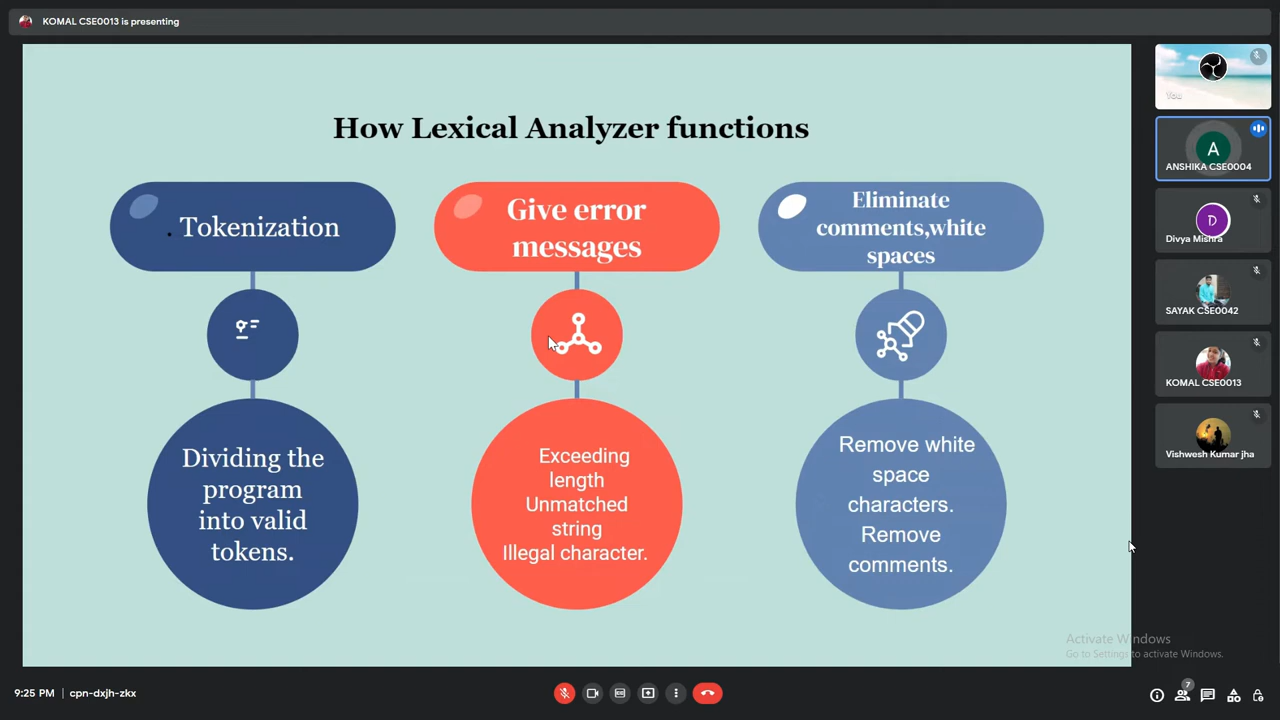 KOMAL CSE0013 is presenting
How Lexical Analyzer functions
. Tokenization
Dividing the
program
into valid
tokens.
Give error
messages
Exceeding
length
Unmatched
string
Illegal character.
Eliminate
comments,white
spaces
Remove white
space
characters.
Remove
comments.
You
A
ANSHIKA CSE0004
D
Divya Mishra
SAYAK CSE0042
KOMAL CSE0013
Vishwesh Kumar jha
Activate Windows
Go to Settings to activate Windows.
9:25 PM | cpn-dxjh-zkx
7